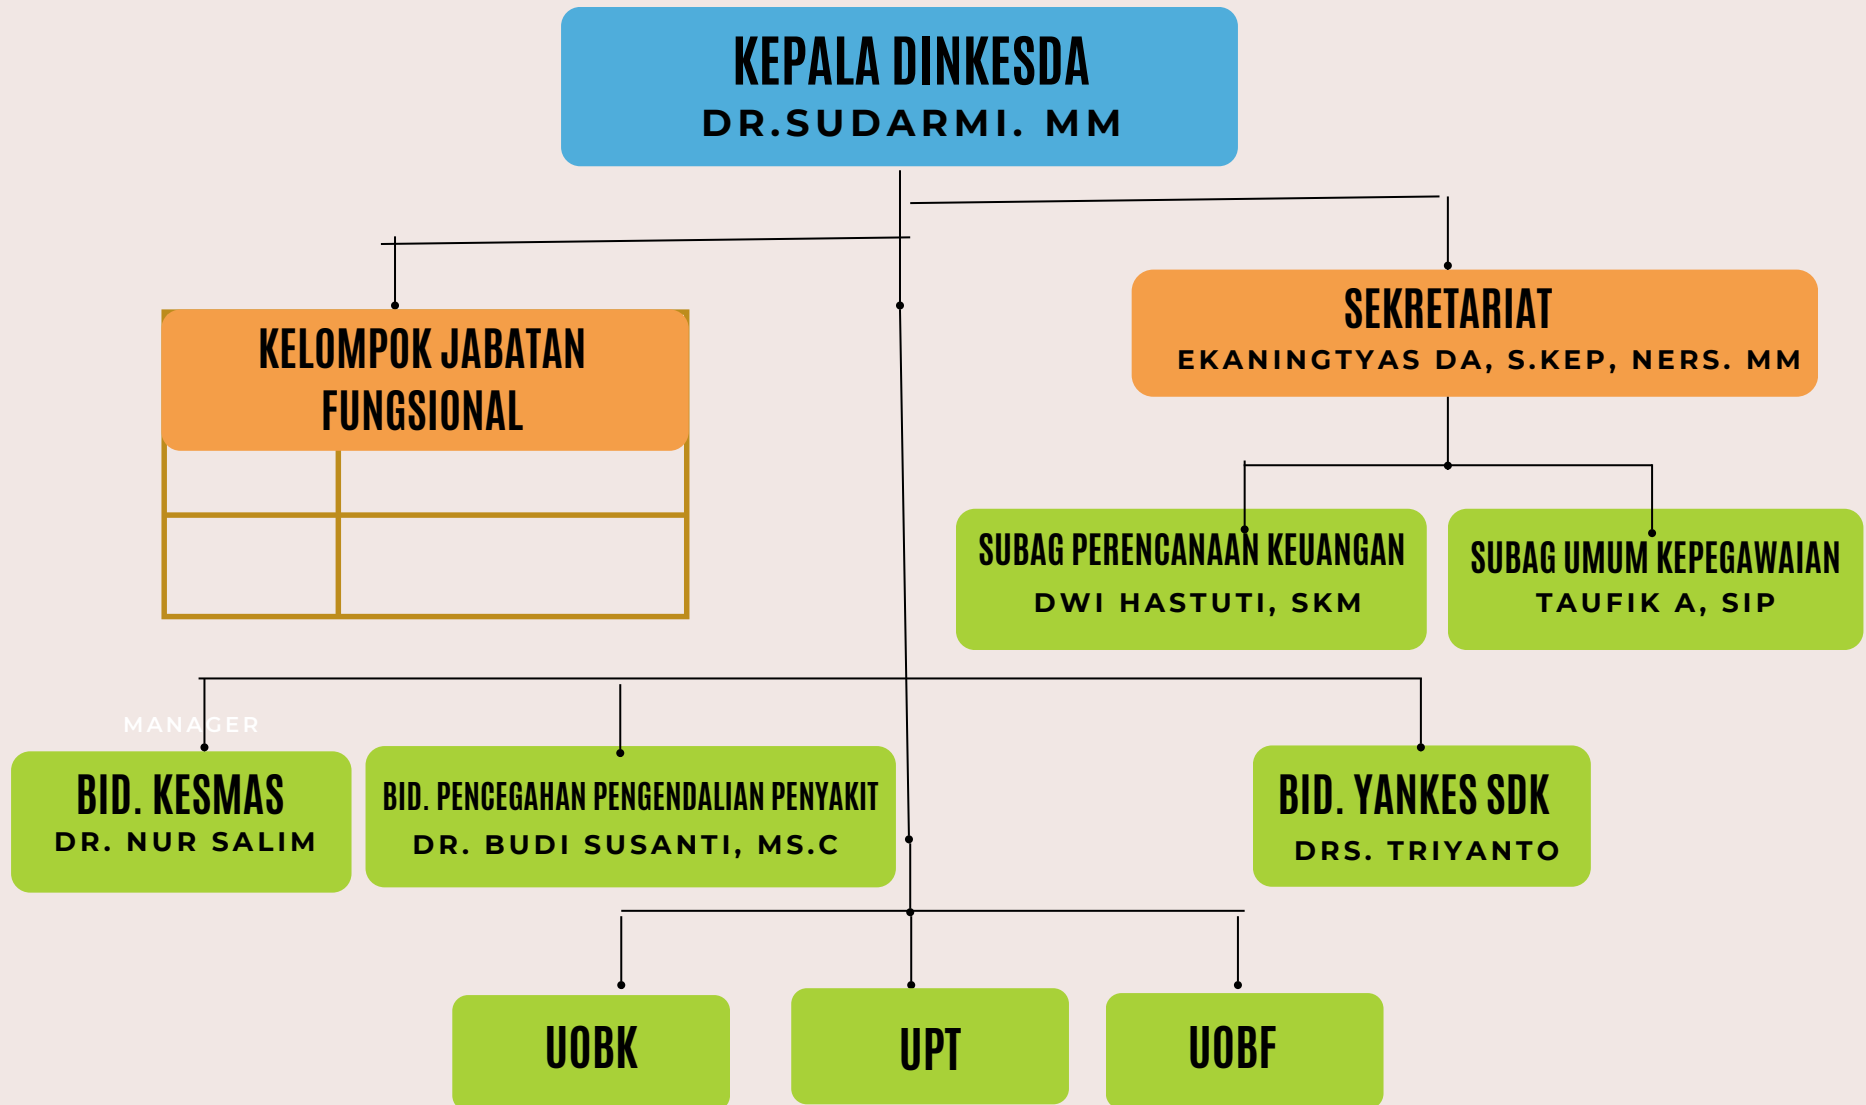 KEPALA DINKESDA
DR.SUDARMI. MM
KELOMPOK JABATAN
FUNGSIONAL
SEKRETARIAT
EKANINGTYAS DA, S.KEP, NERS. MM
SUBAG PERENCANAAN KEUANGAN
DWI HASTUTI, SKM
SUBAG UMUM KEPEGAWAIAN
TAUFIK A, SIP
MANAGER
BID. KESMAS
DR. NUR SALIM
BID. PENCEGAHAN PENGENDALIAN PENYAKIT
DR. BUDI SUSANTI, MS.C
BID. YANKES SDK
DRS. TRIYANTO
UOBK
UPT
UOBF